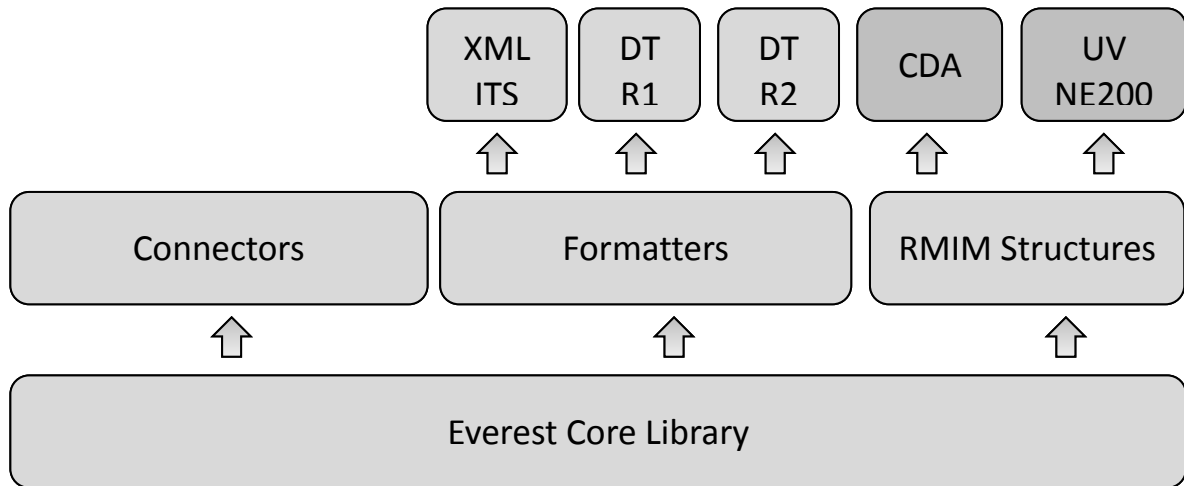 XML
ITS
DT
R1
DT
R2
CDA
UV
NE200
Connectors
Formatters
RMIM Structures
Everest Core Library